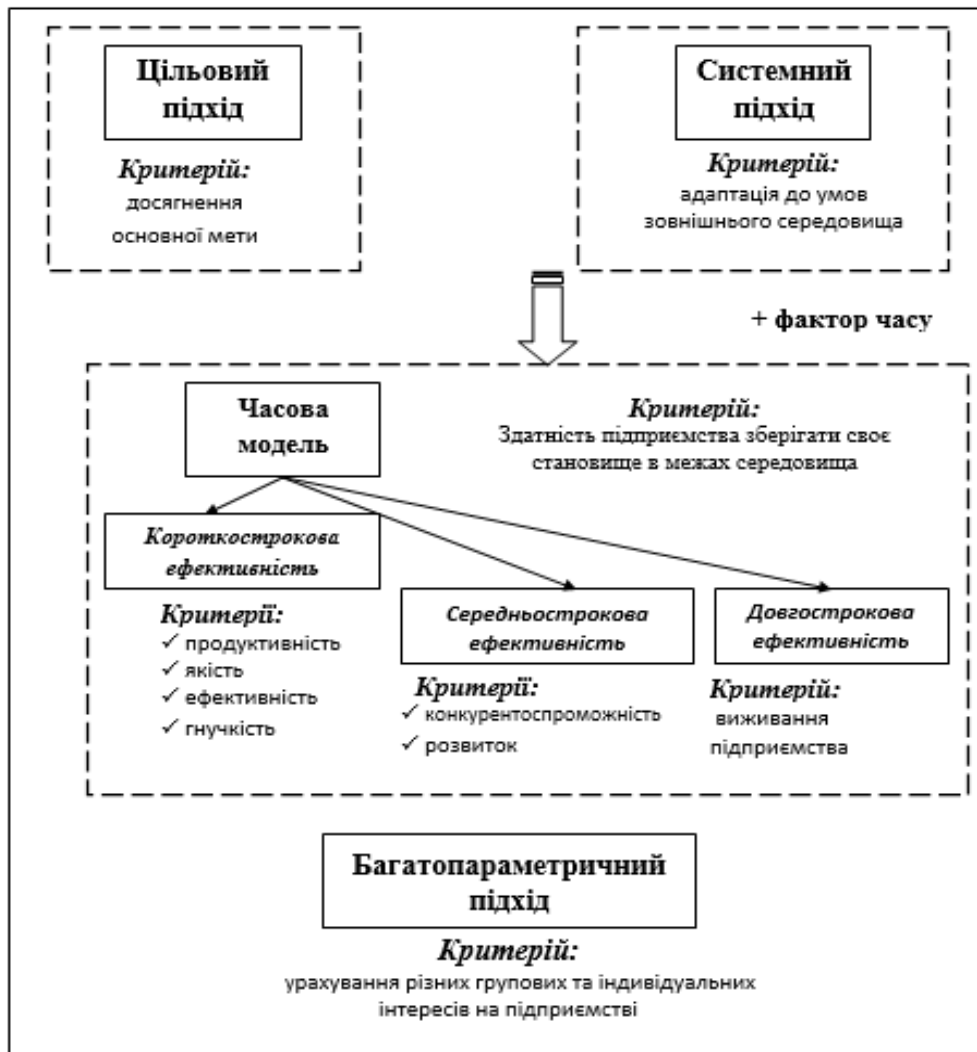 Цільовий
підхід
Критерій:
досягнення
основної мети
Системний
підхід
Критерій:
адаптація до умов
зовнішнього середовища
+ фактор часу
Часова
модель
Критерій:
Здатність підприємства зберігати своє
становище в межах середовища
Короткострокова
ефективність
Критерії:
✓ продуктивність
✓ якість
✓ ефективність
✓ гнучкість
Середньострокова
ефективність
Критерії:
✓ конкурентоспроможність
✓ розвиток
Довгострокова
ефективність
Критерій:
виживання
підприємства
Багатопараметричний
підхід
Критерій:
урахування різних групових та індивідуальних
інтересів на підприємстві